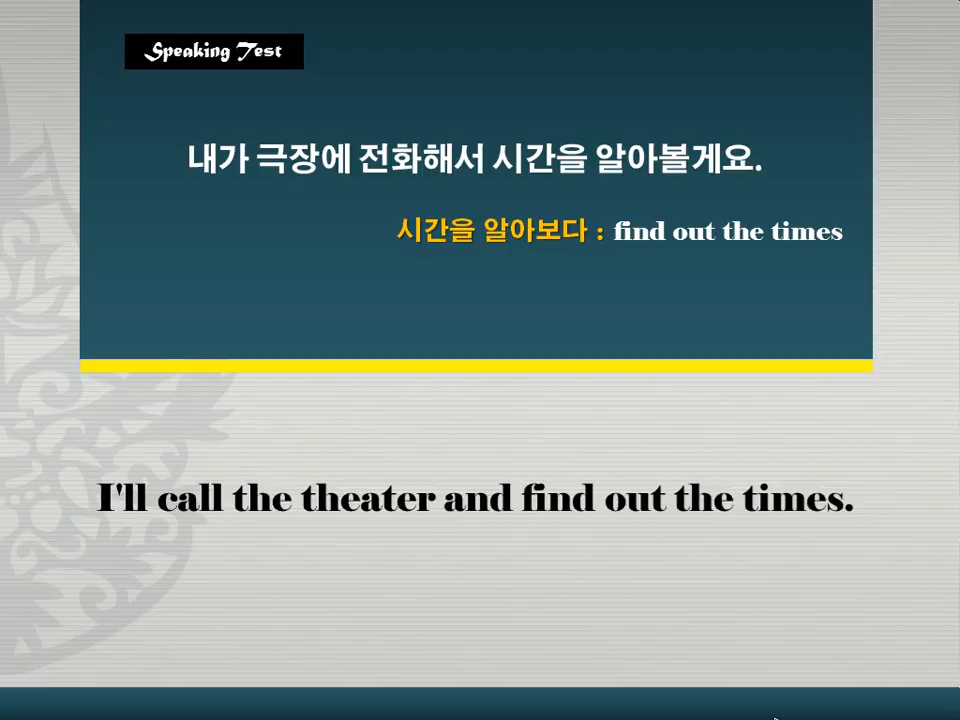 Speaking Test
내가 극장에 전화해서 시간을 알아볼게요.
시간을 알아보다 : find out the times
I'll call the theater and find out the times.